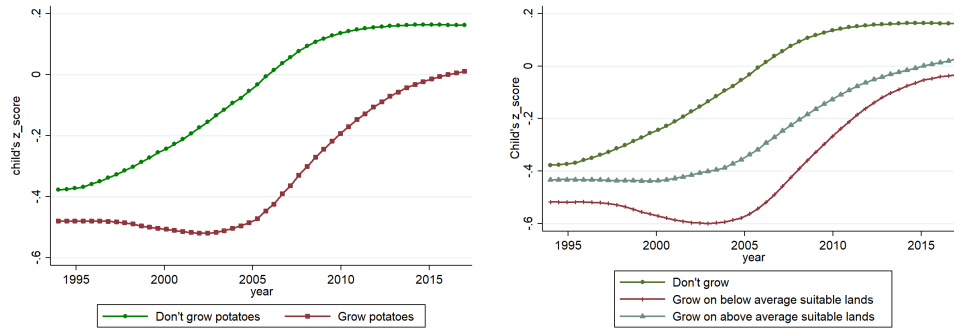 .2
0
-.2
-.4
-.6
child's z_score
1995 2000 2005 2010 2015
year
Don't grow potatoes Grow potatoes
.2
0
-.2
-.4
-.6
Child's z_score
1995 2000 2005 2010 2015
year
Don't grow
Grow on below average suitable lands
Grow on above average suitable lands